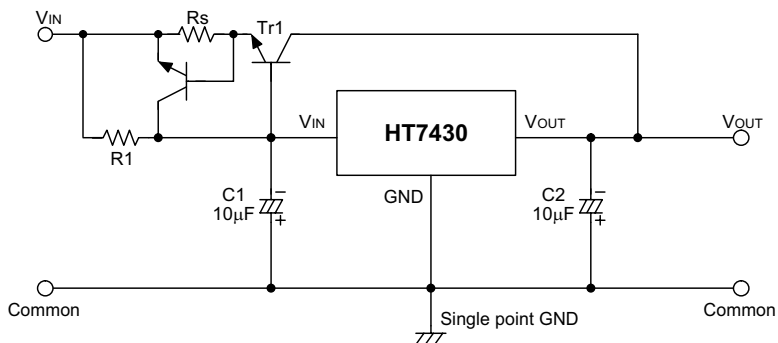 VIN
Rs
Tr1
R1
VIN
HT7430
VOUT
VOUT
GND
C1
10µF
−
+
C2
10µF
−
+
Common
Single point GND
Common